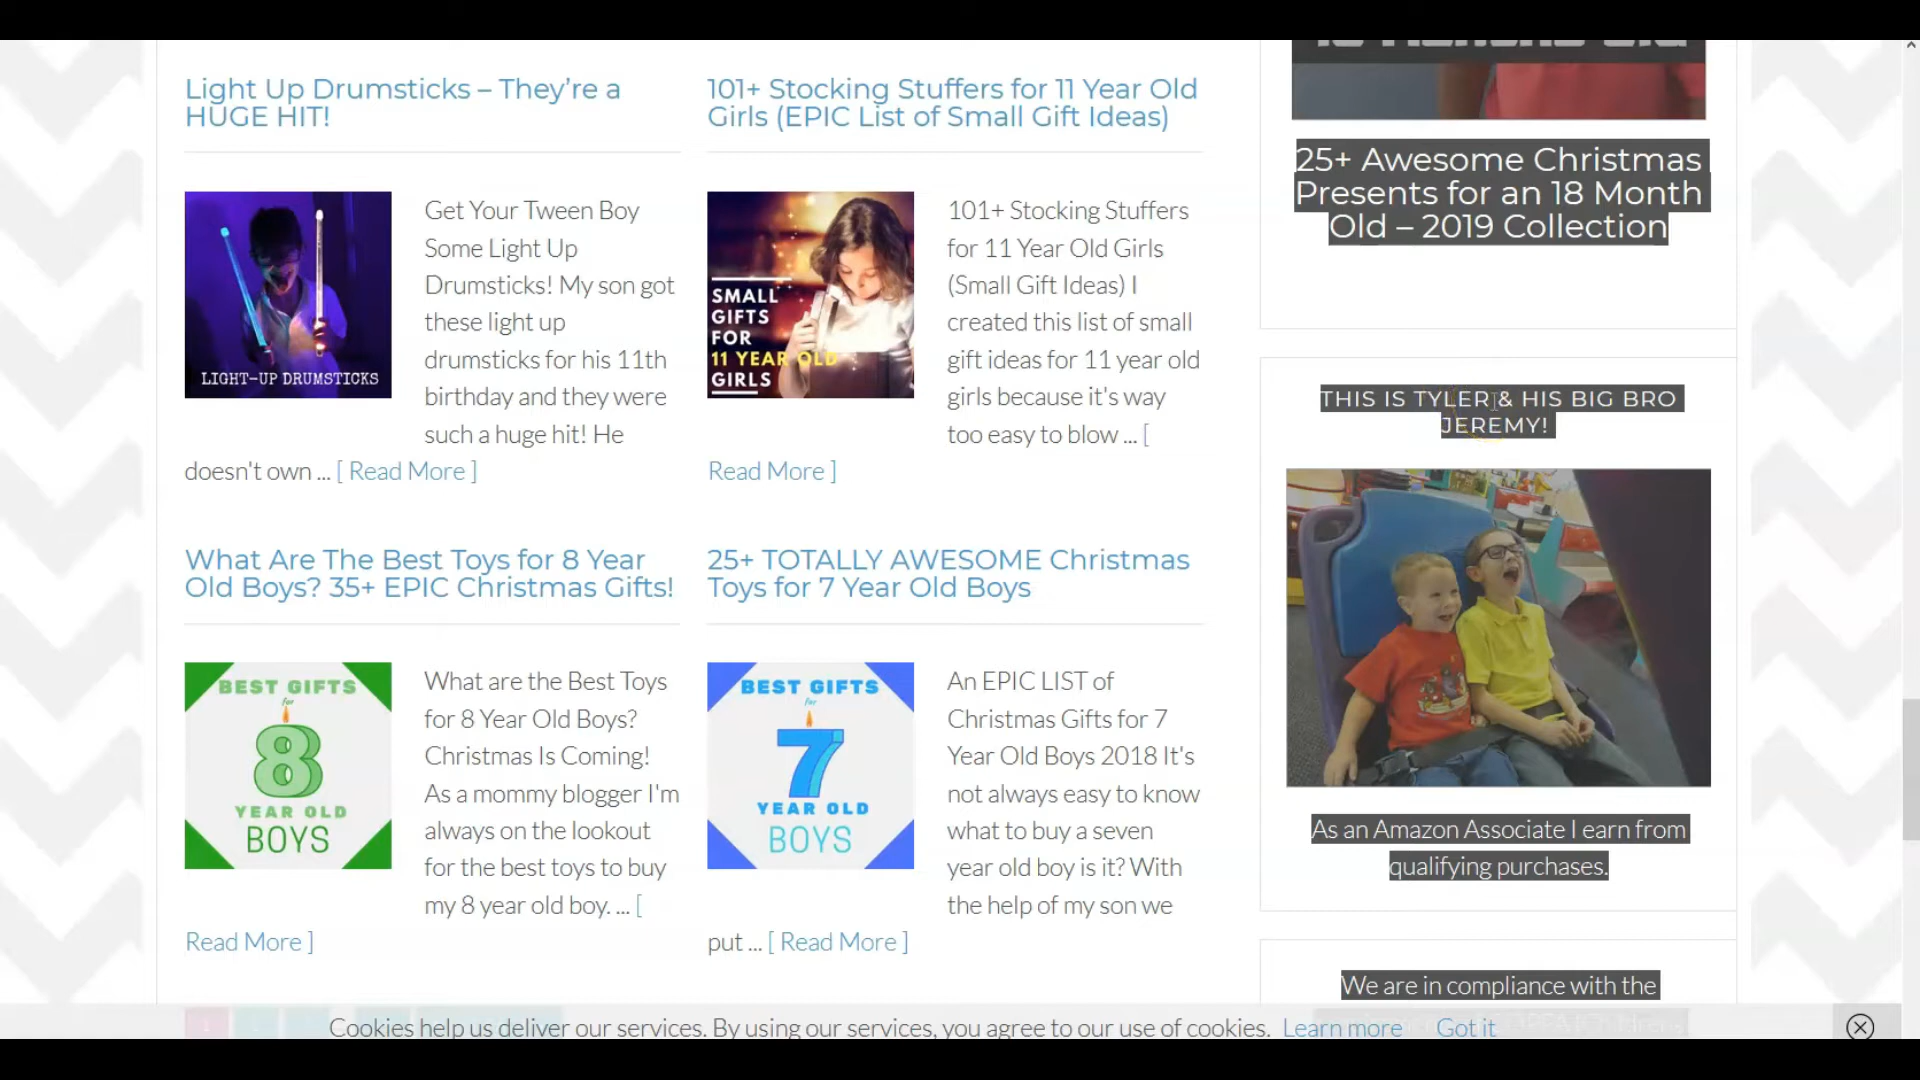 Light Up Drumsticks – They’re a
HUGE HIT!
LIGHT-UP DRUMSTICKS
Get Your Tween Boy
Some Light Up
Drumsticks! My son got
these light up
drumsticks for his 11th
birthday and they were
such a huge hit! He
doesn't own ... [ Read More ]
101+ Stocking Stuffers for 11 Year Old
Girls (EPIC List of Small Gift Ideas)
SMALL
GIFTS
FOR
11 YEAR OLD
GIRLS
101+ Stocking Stuffers
for 11 Year Old Girls
(Small Gift Ideas) I
created this list of small
gift ideas for 11 year old
girls because it's way
too easy to blow ... [
Read More ]
What Are The Best Toys for 8 Year
Old Boys? 35+ EPIC Christmas Gifts!
BEST GIFTS
for
8
YEAR OLD
BOYS
What are the Best Toys
for 8 Year Old Boys?
Christmas Is Coming!
As a mommy blogger I'm
always on the lookout
for the best toys to buy
my 8 year old boy. ... [
Read More ]
25+ TOTALLY AWESOME Christmas
Toys for 7 Year Old Boys
BEST GIFTS
for
7
YEAR OLD
BOYS
An EPIC LIST of
Christmas Gifts for 7
Year Old Boys 2018 It's
not always easy to know
what to buy a seven
year old boy is it? With
the help of my son we
put ... [ Read More ]
25+ Awesome Christmas
Presents for an 18 Month
Old – 2019 Collection
THIS IS TYLER & HIS BIG BRO
JEREMY!
As an Amazon Associate I earn from
qualifying purchases.
We are in compliance with the
Cookies help us deliver our services. By using our services, you agree to our use of cookies. Learn more Got it